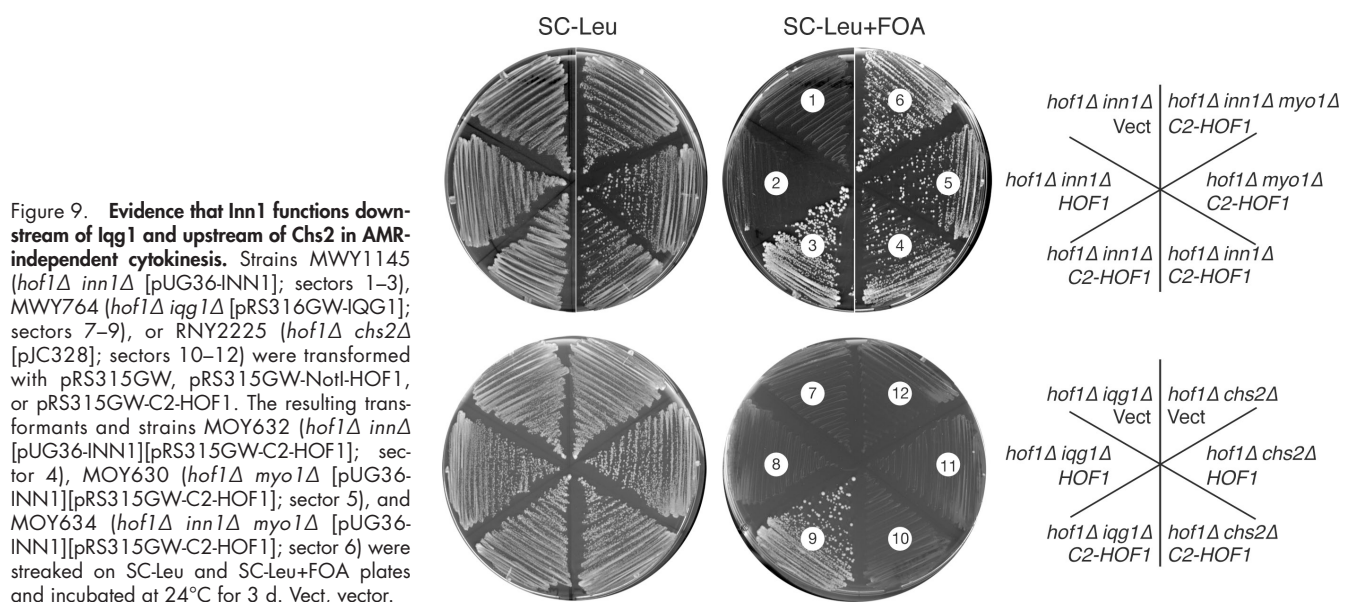 SC-Leu
SC-Leu+FOA
1
6
2
5
3
4
hof1Δ inn1Δ
Vect
hof1Δ inn1Δ myo1Δ
C2-HOF1
hof1Δ inn1Δ
HOF1
hof1Δ myo1Δ
C2-HOF1
hof1Δ inn1Δ
C2-HOF1
hof1Δ inn1Δ
C2-HOF1
7
12
8
11
9
10
hof1Δ iqg1Δ
Vect
hof1Δ chs2Δ
Vect
hof1Δ iqg1Δ
HOF1
hof1Δ chs2Δ
HOF1
hof1Δ iqg1Δ
C2-HOF1
hof1Δ chs2Δ
C2-HOF1
Figure 9. Evidence that Inn1 functions down-
stream of Iqg1 and upstream of Chs2 in AMR-
independent cytokinesis. Strains MWY1145
(hof1Δ inn1Δ [pUG36-INN1]; sectors 1–3),
MWY764 (hof1Δ iqg1Δ [pRS316GW-IQG1];
sectors 7–9), or RNY2225 (hof1Δ chs2Δ
[pJC328]; sectors 10–12) were transformed
with pRS315GW, pRS315GW-NotI-HOF1,
or pRS315GW-C2-HOF1. The resulting trans-
formants and strains MOY632 (hof1Δ innΔ
[pUG36-INN1][pRS315GW-C2-HOF1]; sec-
tor 4), MOY630 (hof1Δ myo1Δ [pUG36-
INN1][pRS315GW-C2-HOF1]; sector 5), and
MOY634 (hof1Δ inn1Δ myo1Δ [pUG36-
INN1][pRS315GW-C2-HOF1]; sector 6) were
streaked on SC-Leu and SC-Leu+FOA plates
and incubated at 24°C for 3 d. Vect, vector.